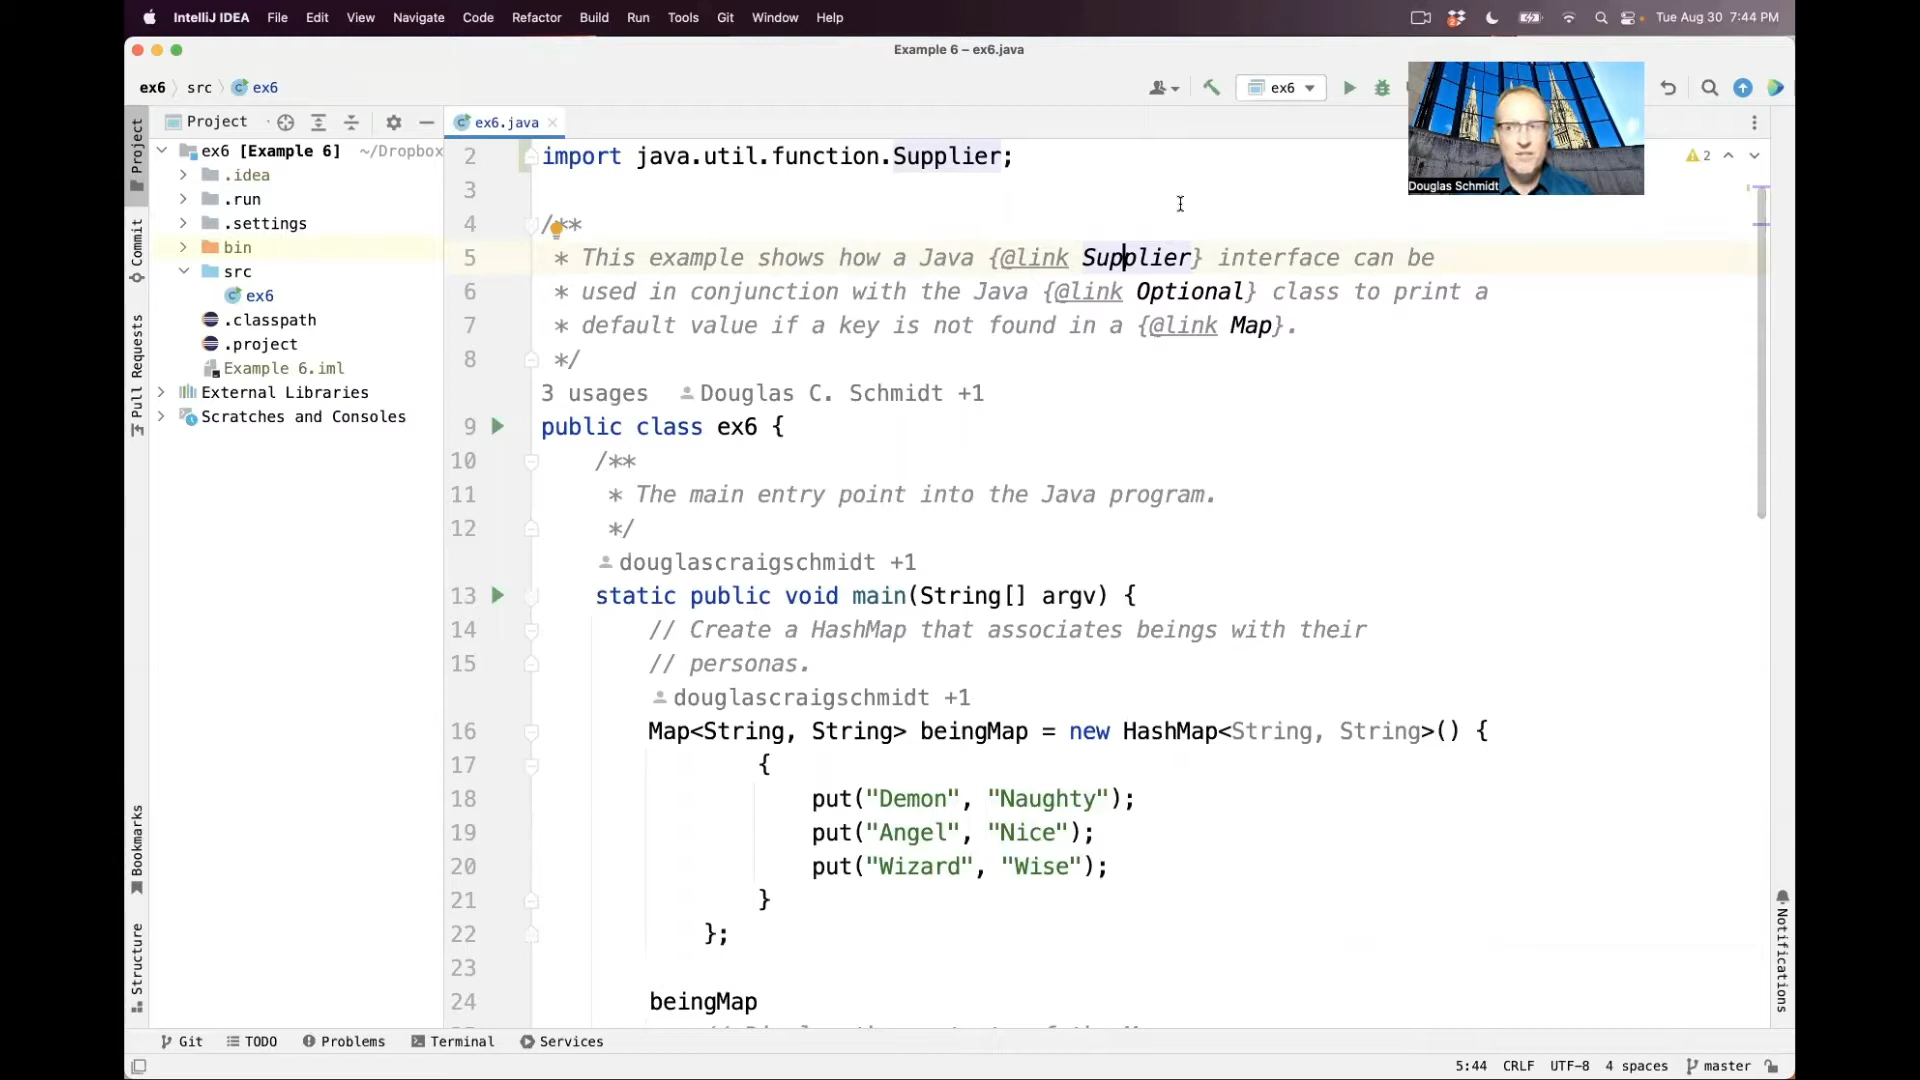 IntelliJ IDEA File Edit View Navigate Code Refactor Build Run Tools Git Window Help Tue Aug 30 7:44 PM
Example 6 – ex6.java
ex6 src ex6
ex6
Douglas Schmidt
Project
ex6.java
2
ex6 [Example 6] ~/Dropbox
.idea
.run
.settings
bin
src
ex6
.classpath
.project
Example 6.iml
External Libraries
Scratches and Consoles
Project
Commit
Pull Requests
Bookmarks
Structure
2 import java.util.function.Supplier;
3
4 /**
5 * This example shows how a Java {@link Supplier} interface can be
6 * used in conjunction with the Java {@link Optional} class to print a
7 * default value if a key is not found in a {@link Map}.
8 */
3 usages Douglas C. Schmidt +1
9 public class ex6 {
10 /**
11 * The main entry point into the Java program.
12 */
douglascraigschmidt +1
13 static public void main(String[] argv) {
14 // Create a HashMap that associates beings with their
15 // personas.
douglascraigschmidt +1
16 Map<String, String> beingMap = new HashMap<String, String>() {
17 {
18 put("Demon", "Naughty");
19 put("Angel", "Nice");
20 put("Wizard", "Wise");
21 }
22 };
23
24 beingMap
Notifications
Git TODO Problems Terminal Services
5:44 CRLF UTF-8 4 spaces master